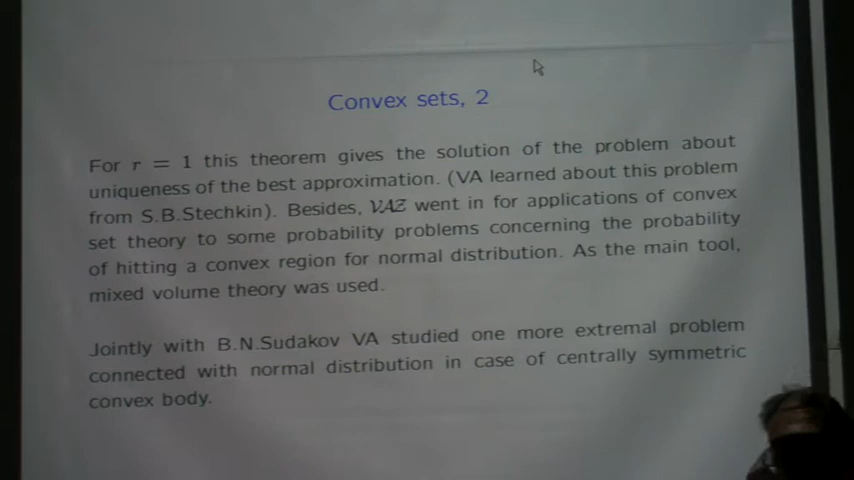 Convex sets, 2
For r = 1 this theorem gives the solution of the problem about
uniqueness of the best approximation. (VA learned about this problem
from S.B.Stechkin). Besides, VAZ went in for applications of convex
set theory to some probability problems concerning the probability
of hitting a convex region for normal distribution. As the main tool,
mixed volume theory was used.
Jointly with B.N.Sudakov VA studied one more extremal problem
connected with normal distribution in case of centrally symmetric
convex body.